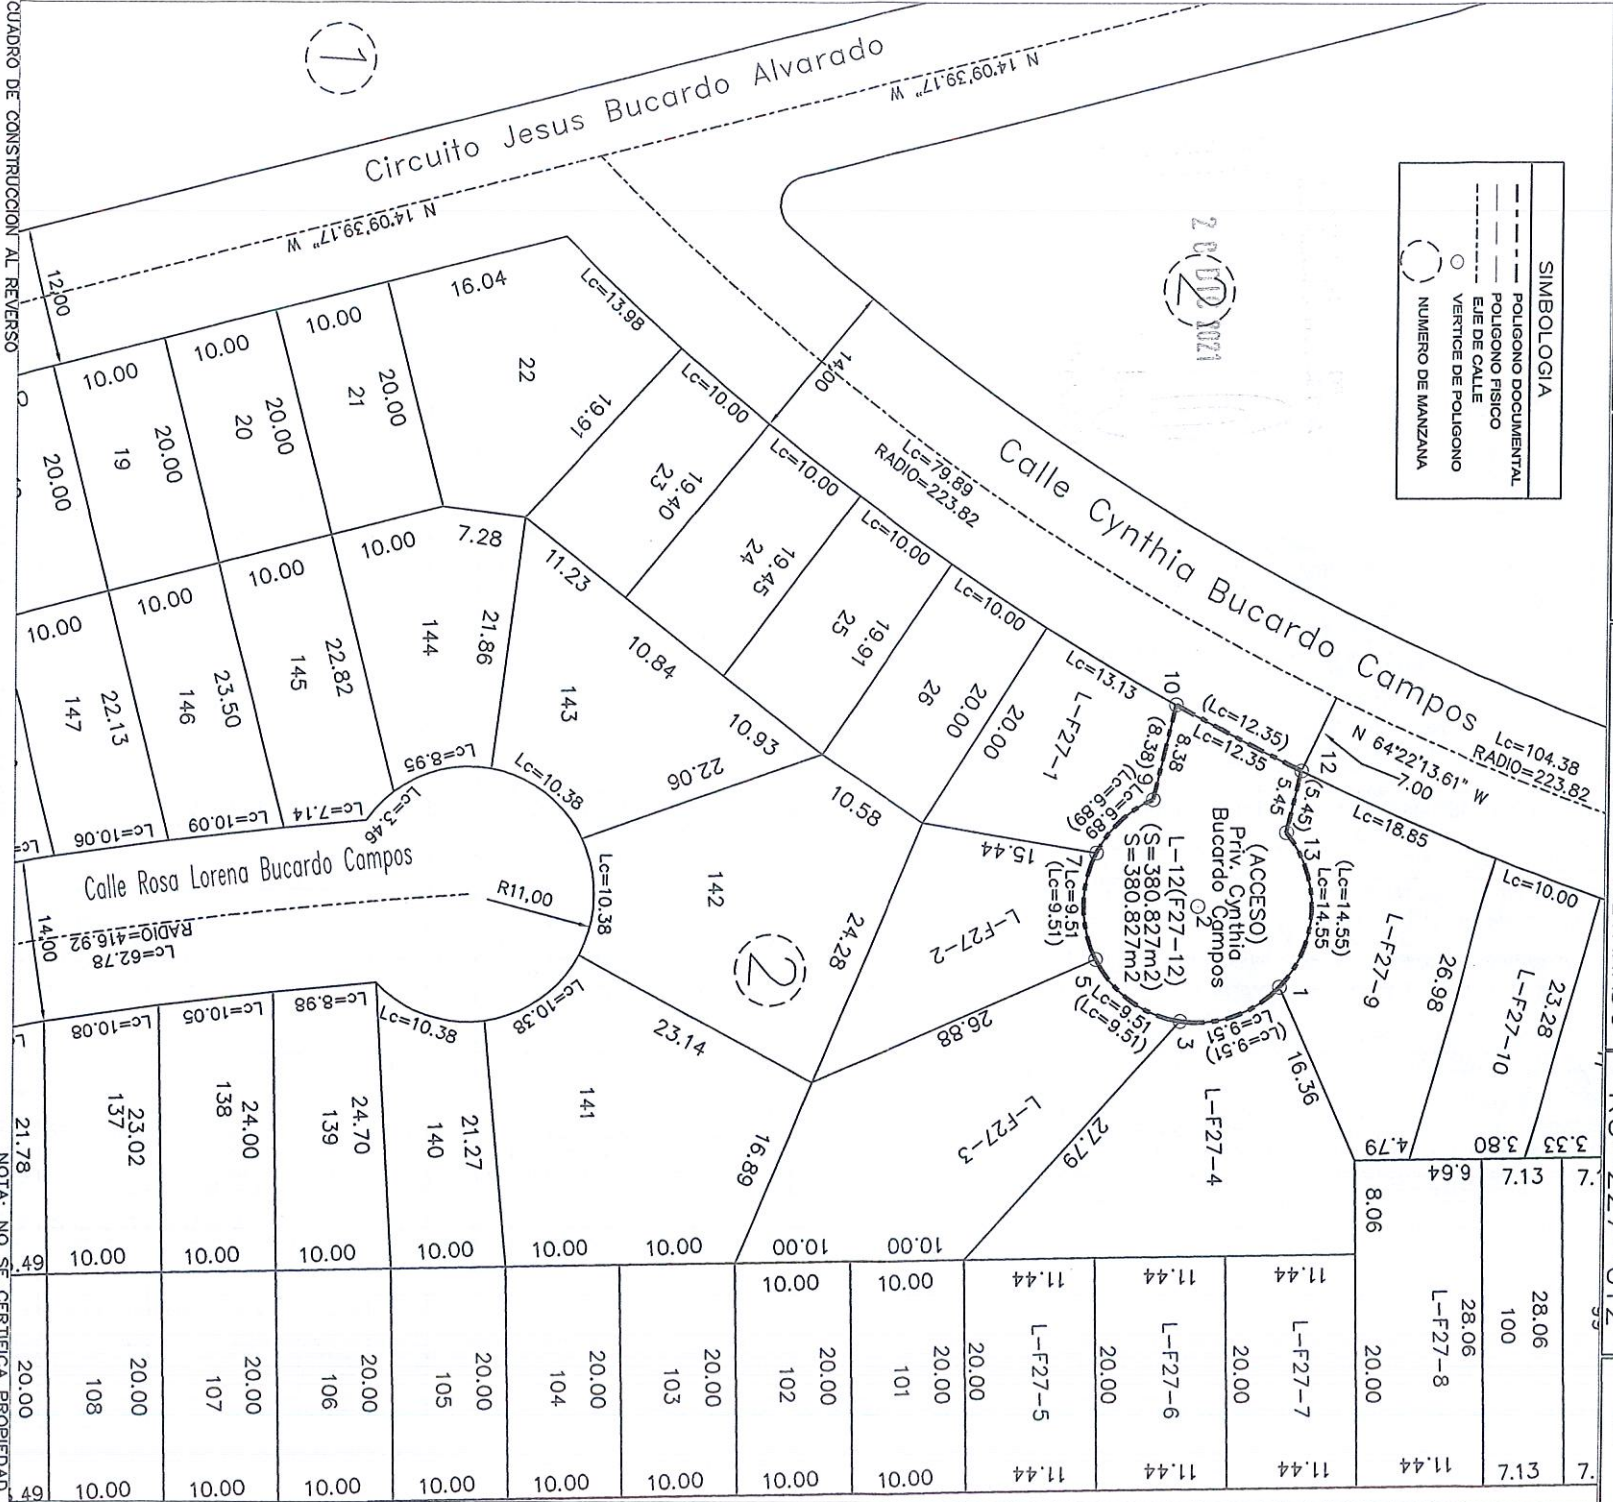 CUADRO DE CONSTRUCCION AL REVERSO
NOTA: NO SE CERTIFICA PROPIEDAD
SIMBOLOGIA
POLIGONO DOCUMENTAL
POLIGONO FISICO
EJE DE CALLE
VERTICE DE POLIGONO
NUMERO DE MANZANA
1
Circuito Jesus Bucardo Alvarado
N 14°09'39.17" W
N 14°09'39.17" W
12.00
2
2021
Calle Cynthia Bucardo Campos
14.00
Lc=79.89
RADIO=223.82
Lc=104.38
RADIO=223.82
N 64°22'13.61" W
7.00
16.04
Lc=13.98
22
19.91
10.00
20.00
21
10.00
20.00
20
10.00
20.00
19
20.00
Lc=10.00
19.40
23
Lc=10.00
19.45
24
Lc=10.00
19.91
25
Lc=10.00
20.00
26
Lc=13.13
20.00
L-F27-1
10
(Lc=12.35)
Lc=12.35
12
8.38
(8.38)
9
(Lc=6.89)
Lc=6.89
5.45
(5.45)
13
(Lc=14.55)
Lc=14.55
(ACCESO)
Priv. Cynthia
Bucardo Campos
2
L-12(F27-12)
(S=380.827m2)
S=380.827m2
7
Lc=9.51
(Lc=9.51)
5
Lc=9.51
(Lc=9.51)
3
Lc=9.51
(Lc=9.51)
1
Lc=18.85
L-F27-9
26.98
Lc=10.00
L-F27-10
23.28
16.36
4.79
3.80
3.33
15.44
L-F27-2
26.88
L-F27-3
27.79
L-F27-4
7.28
11.23
10.84
10.93
10.58
24.28
16.89
10.00
21.86
144
10.00
22.82
145
10.00
23.50
146
10.00
22.13
147
143
22.06
142
23.14
141
Lc=8.95
Lc=10.38
Lc=10.38
Lc=10.38
Lc=10.38
Lc=3.46
Lc=7.14
Lc=10.09
Lc=10.06
Calle Rosa Lorena Bucardo Campos
R11,00
RADIO=416.92
Lc=62.78
14.00
2
Lc=8.98
Lc=10.05
Lc=10.08
21.27
140
24.70
139
24.00
138
23.02
137
21.78
10.00
10.00
10.00
10.00
10.00
10.00
10.00
10.00
10.00
10.00
11.44
11.44
11.44
8.06
6.64
7.13
20.00
20.00
108
20.00
107
20.00
106
20.00
105
20.00
104
20.00
103
20.00
102
20.00
101
20.00
L-F27-5
20.00
L-F27-6
20.00
L-F27-7
20.00
28.06
L-F27-8
28.06
100
10.00
10.00
10.00
10.00
10.00
10.00
10.00
10.00
11.44
11.44
11.44
11.44
7.13